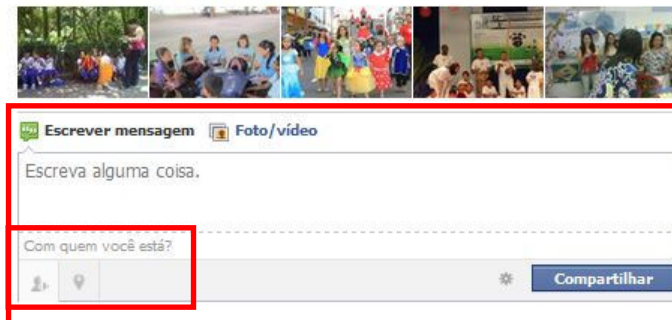 Escrever mensagem Foto/vídeo
Escreva alguma coisa.
Com quem você está?
Compartilhar